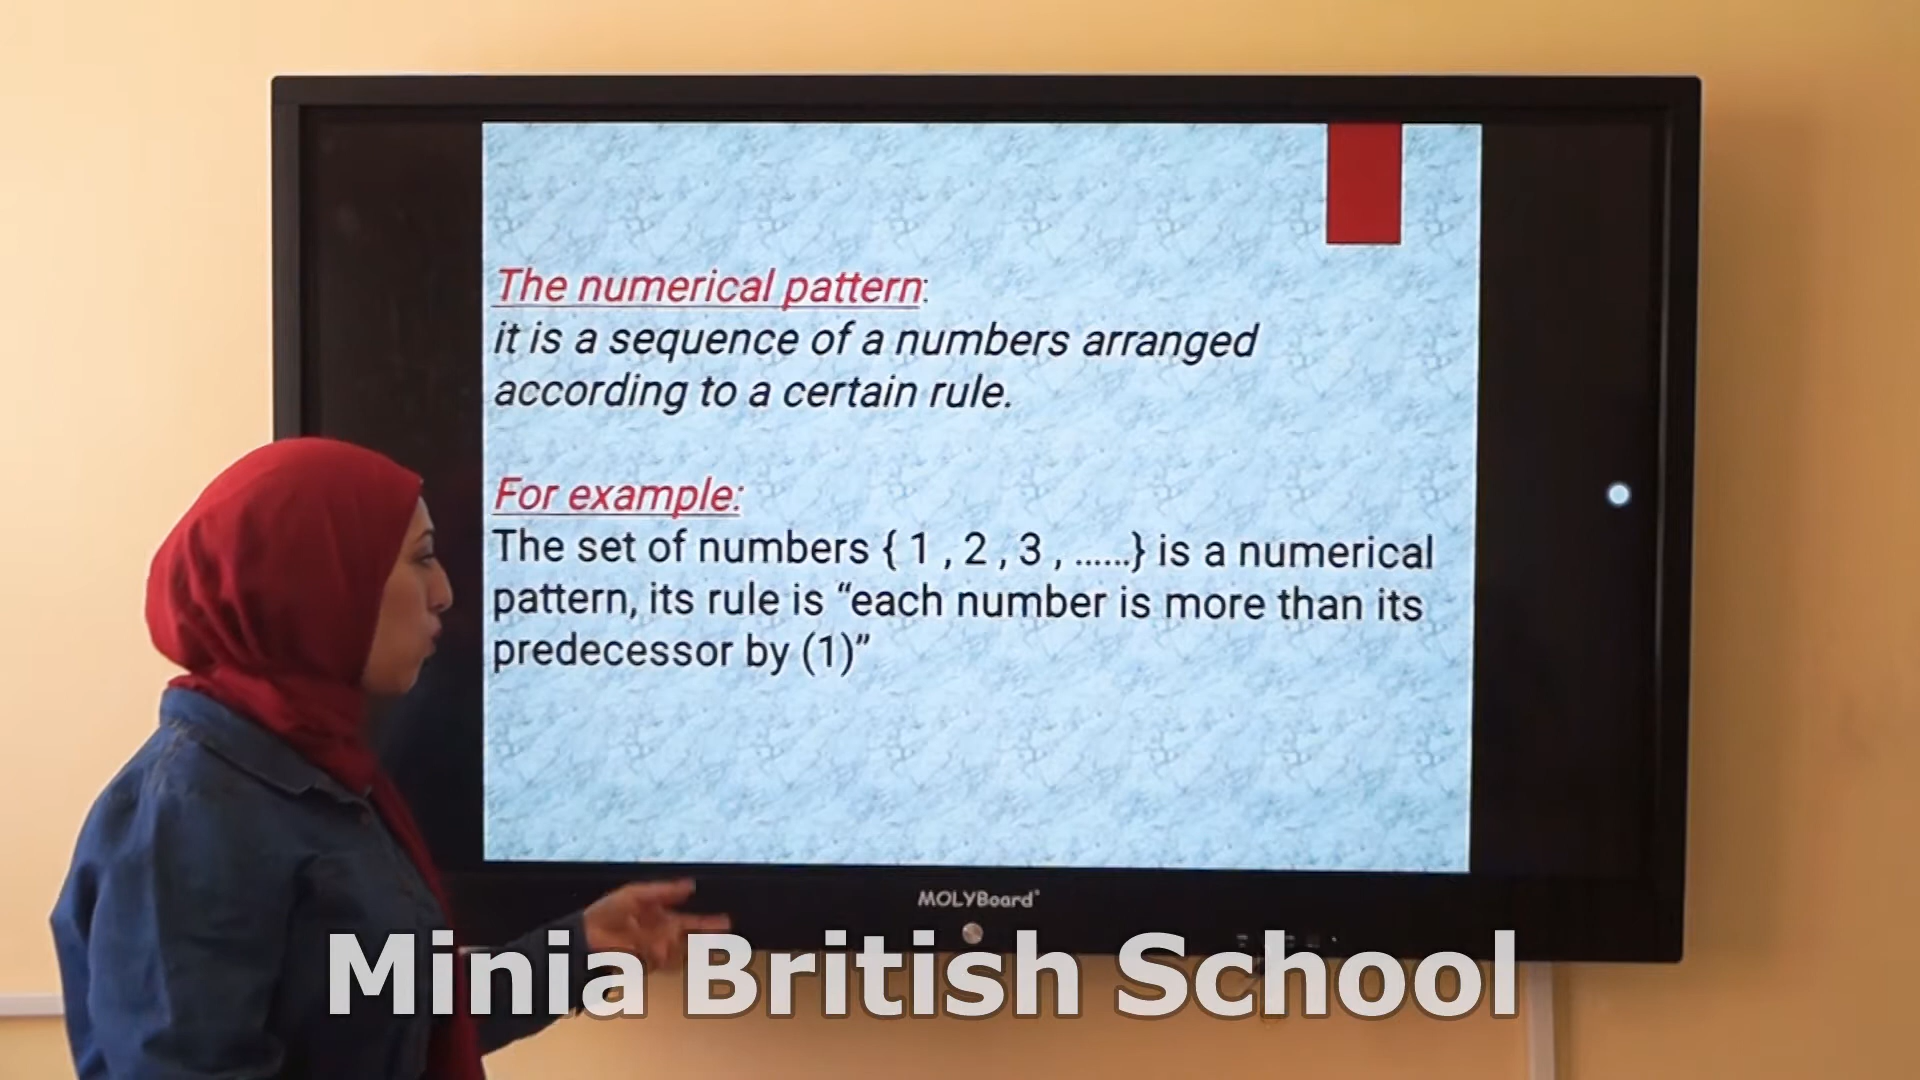 The numerical pattern:
it is a sequence of a numbers arranged
according to a certain rule.
For example:
The set of numbers { 1 , 2 , 3 , ......} is a numerical
pattern, its rule is “each number is more than its
predecessor by (1)”
MOLYBoard
Minia British School